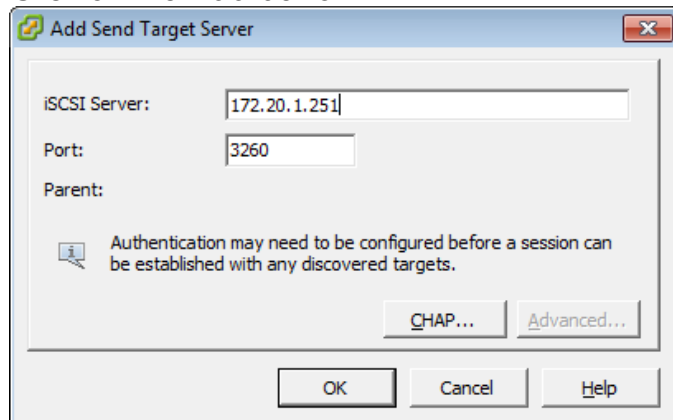 Add Send Target Server
iSCSI Server:
172.20.1.251
Port:
3260
Parent:
Authentication may need to be configured before a session can
be established with any discovered targets.
CHAP...
Advanced...
OK
Cancel
Help